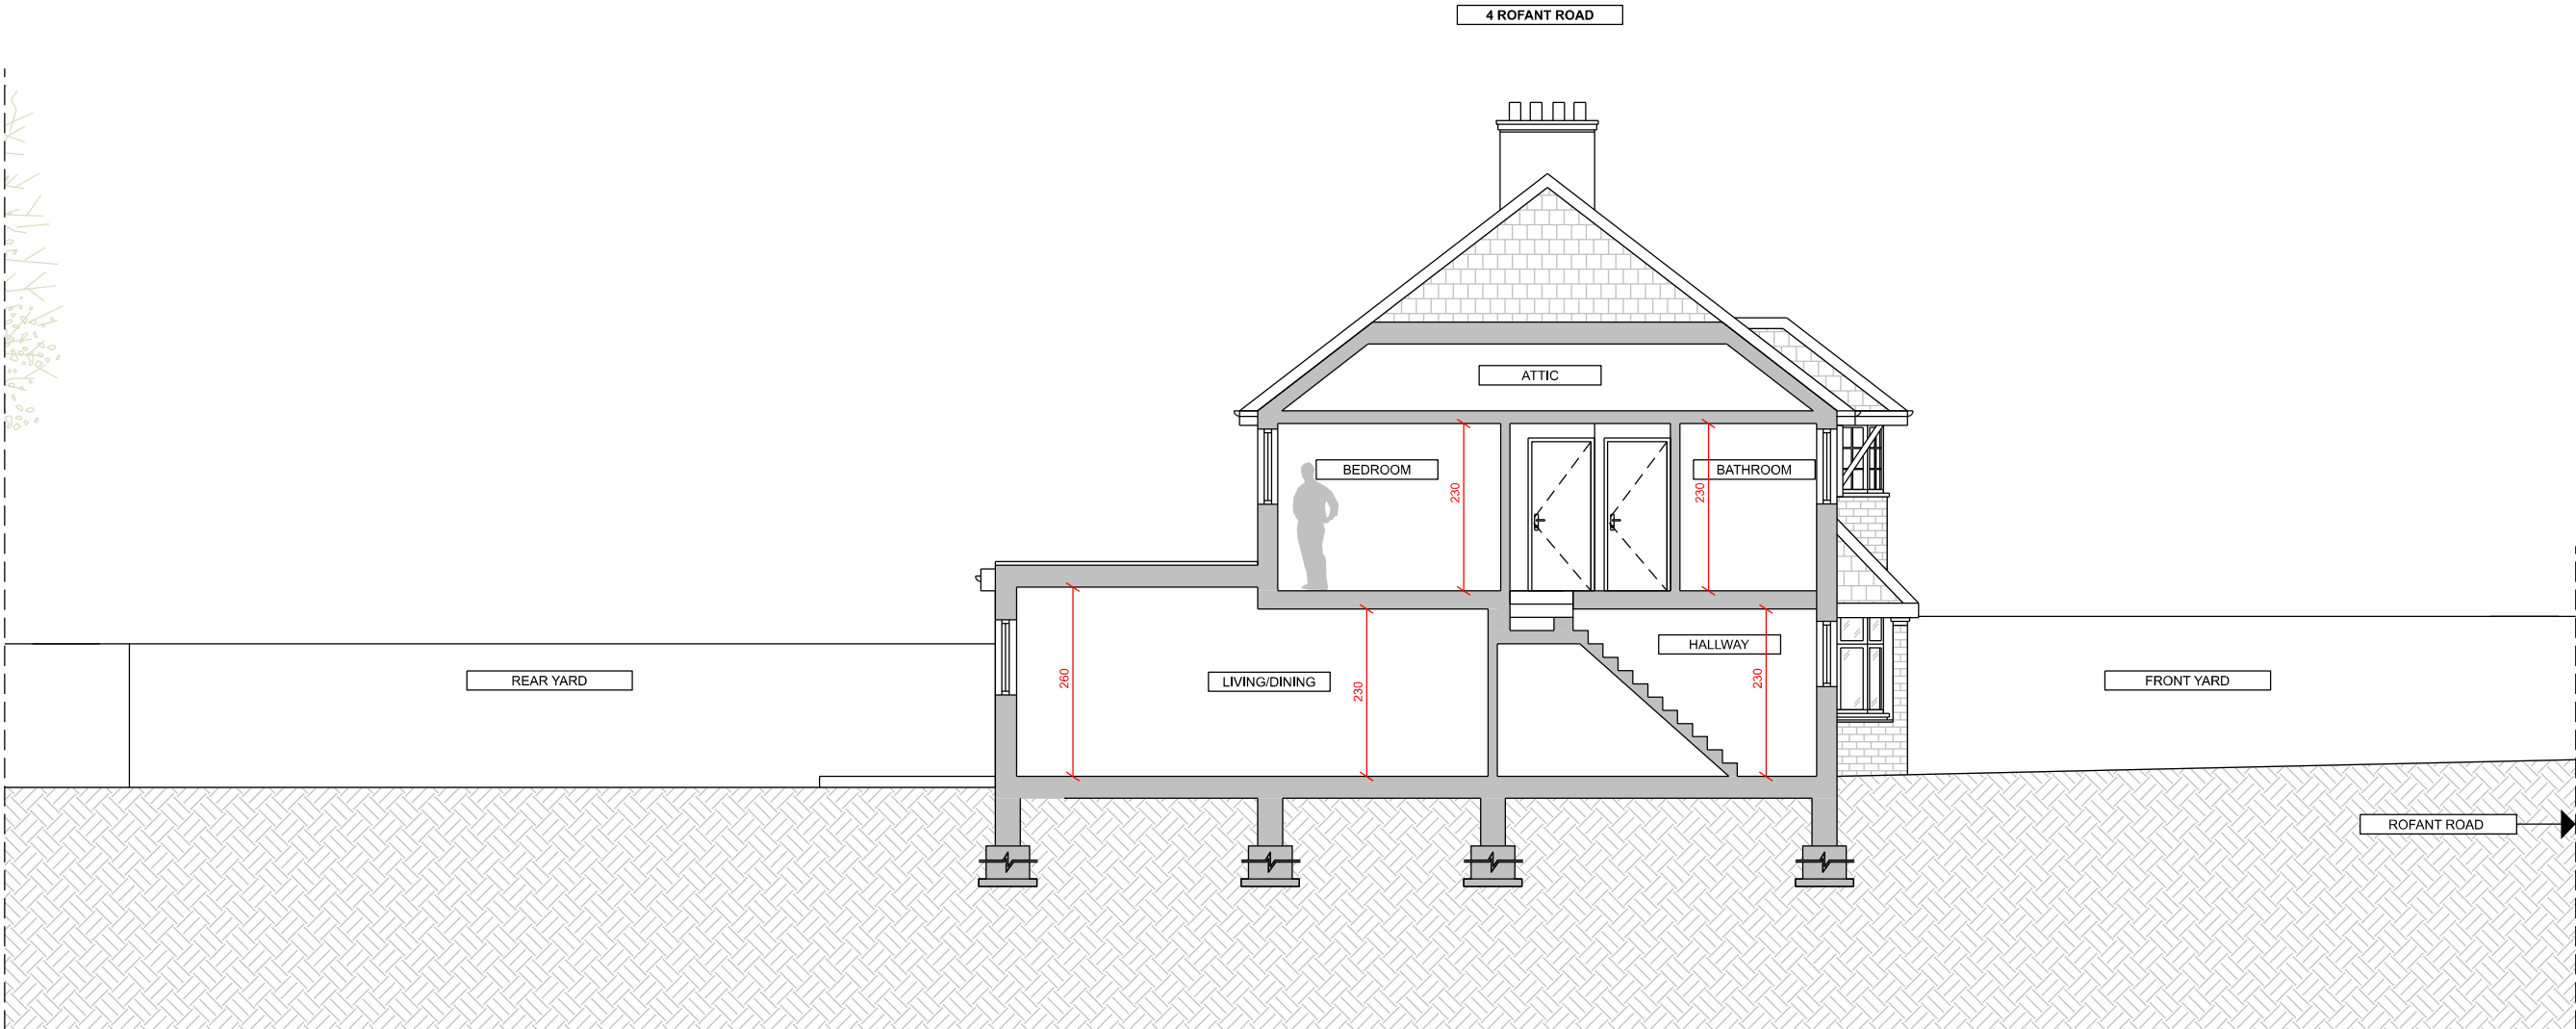 4 ROFANT ROAD
ATTIC
BEDROOM
BATHROOM
230
230
HALLWAY
REAR YARD
LIVING/DINING
FRONT YARD
260
230
230
ROFANT ROAD